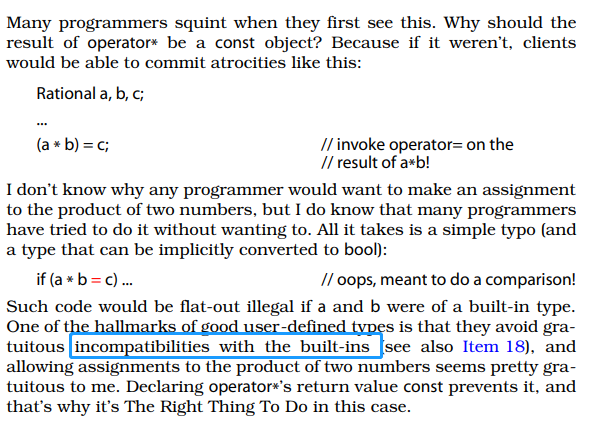 Many programmers squint when they first see this. Why should the
result of operator* be a const object? Because if it weren't, clients
would be able to commit atrocities like this:
Rational a, b, c;
...
(a * b) = c; // invoke operator= on the
// result of a*b!
I don't know why any programmer would want to make an assignment
to the product of two numbers, but I do know that many programmers
have tried to do it without wanting to. All it takes is a simple typo (and
a type that can be implicitly converted to bool):
if (a * b = c) ... // oops, meant to do a comparison!
Such code would be flat-out illegal if a and b were of a built-in type.
One of the hallmarks of good user-defined types is that they avoid gra-
tuitous incompatibilities with the built-ins (see also Item 18), and
allowing assignments to the product of two numbers seems pretty gra-
tuitous to me. Declaring operator*'s return value const prevents it, and
that's why it's The Right Thing To Do in this case.